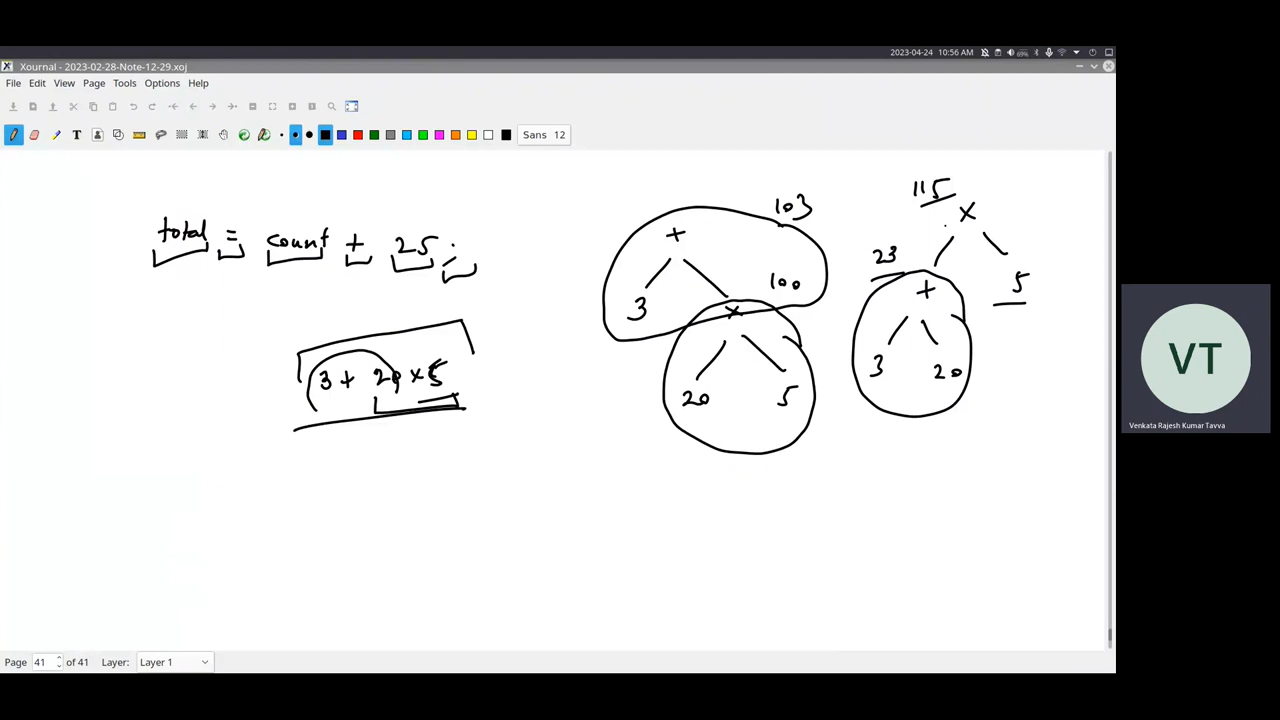 2023-04-24 10:56 AM
Xournal - 2023-02-28-Note-12-29.xoj
File Edit View Page Tools Options Help
Sans 12
total = count + 25 ;
3 + 20 × 5
103
+
3
100
×
20 5
115
×
23
+
5
3 20
VT
Venkata Rajesh Kumar Tavva
Page 41 of 41 Layer: Layer 1